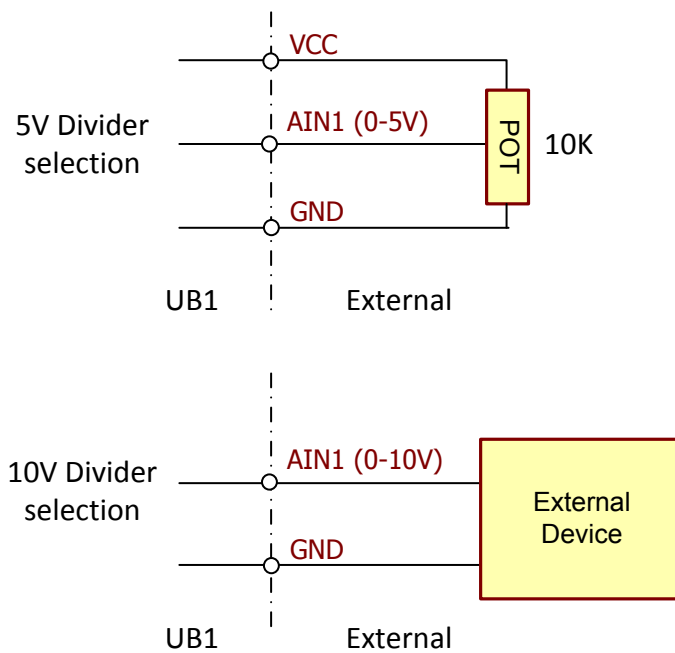 VCC
5V Divider
selection
AIN1 (0-5V)
POT
10K
GND
UB1
External
10V Divider
selection
AIN1 (0-10V)
External
Device
GND
UB1
External